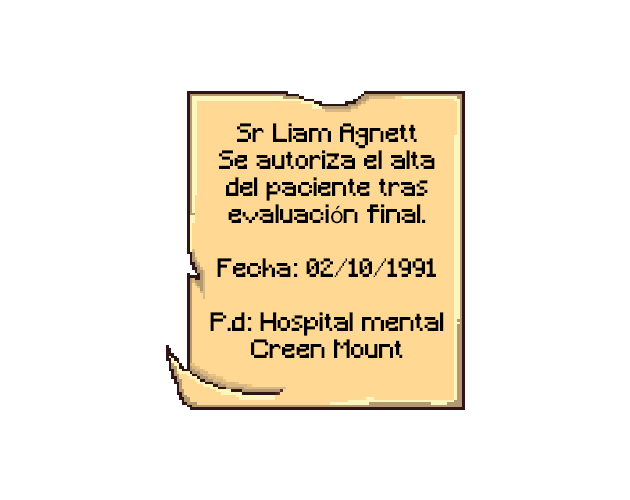 Sr Liam Agnett
Se autoriza el alta
del paciente tras
evaluación final.
Fecha: 02/10/1991
P.d: Hospital mental
Creen Mount